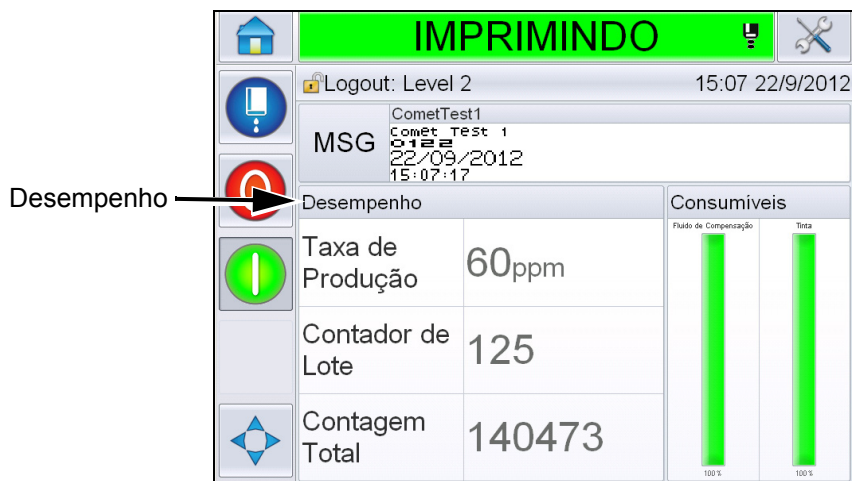 IMPRIMINDO
Logout: Level 2 15:07 22/9/2012
CometTest1
MSG
Comet Test 1
0122
22/09/2012
15:07:17
Desempenho
Desempenho
Consumíveis
Fluido de Compensação Tinta
Taxa de
Produção
60ppm
Contador de
Lote
125
Contagem
Total
140473
100 % 100 %